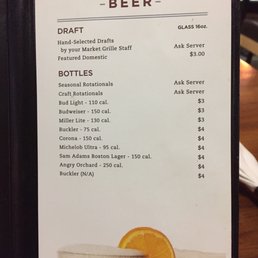 -BEER-
DRAFT GLASS 16oz.
Hand-Selected Drafts
by your Market Grille Staff Ask Server
Featured Domestic $3.00
BOTTLES
Seasonal Rotationals Ask Server
Craft Rotationals Ask Server
Bud Light - 110 cal. $3
Budweiser - 150 cal. $3
Miller Lite - 130 cal. $3
Buckler - 75 cal. $4
Corona - 150 cal. $4
Michelob Ultra - 95 cal. $4
Sam Adams Boston Lager - 150 cal. $4
Angry Orchard - 250 cal. $4
Buckler (N/A) $4